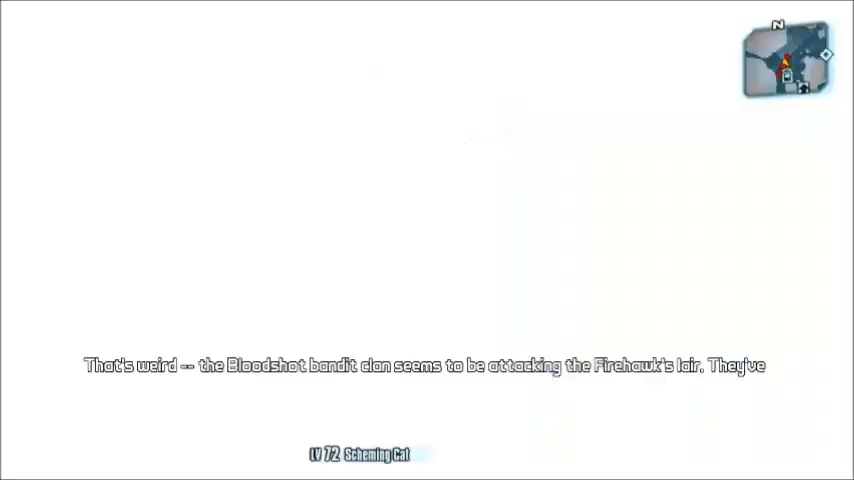 N
That's weird -- the Bloodshot bandit clan seems to be attacking the Firehawk's lair. They've
LV 72 Scheming Cat